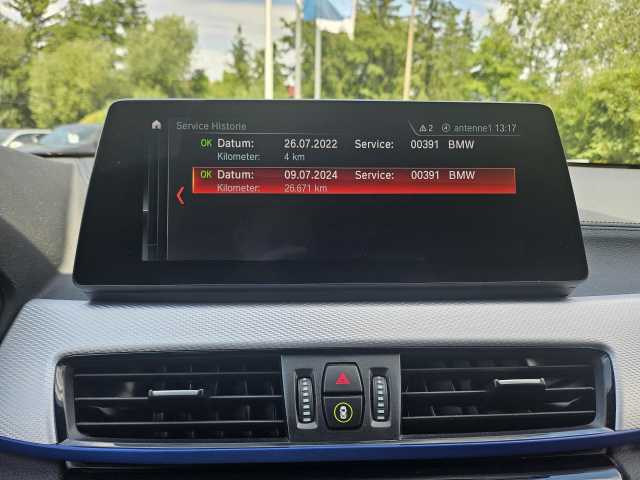 Service Historie 2 antenne1 13:17
OK Datum: 26.07.2022 Service: 00391 BMW
Kilometer: 4 km
OK Datum: 09.07.2024 Service: 00391 BMW
Kilometer: 26.671 km